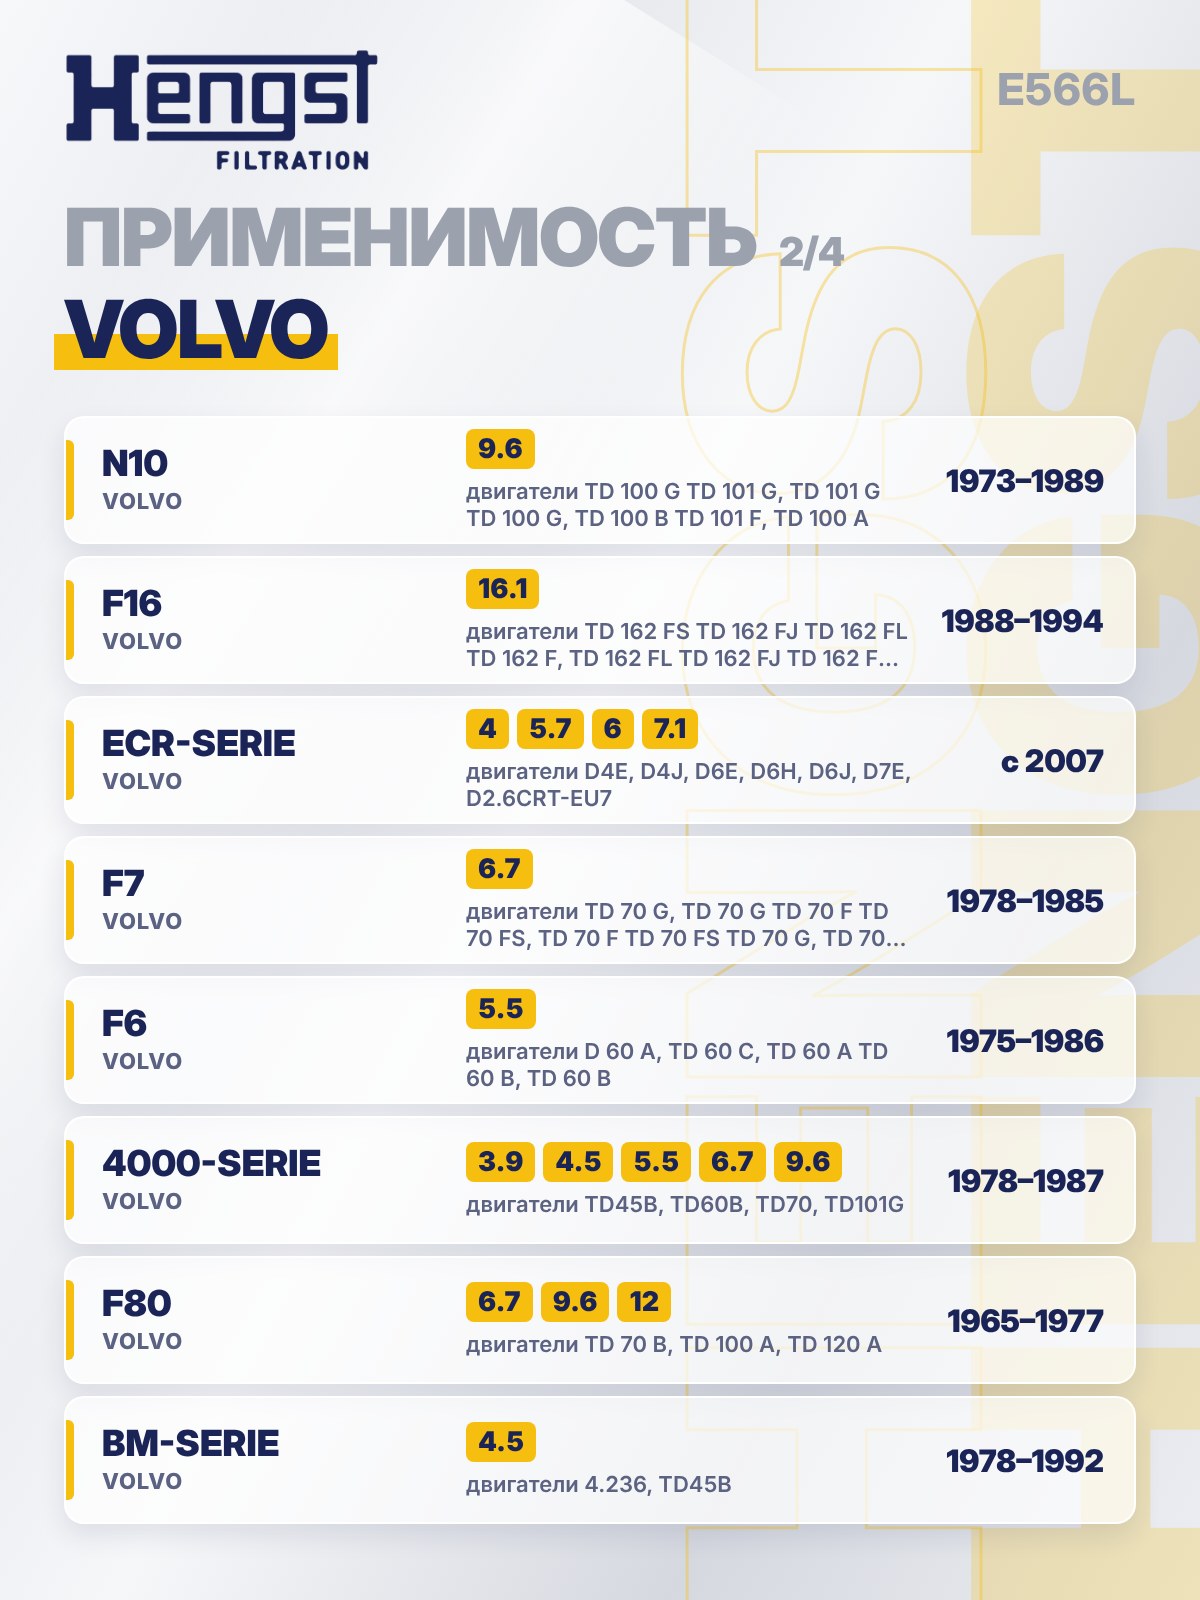 Hengst
FILTRATION
E566L
ПРИМЕНИМОСТЬ 2/4
VOLVO
N10
VOLVO
9.6
двигатели TD 100 G TD 101 G, TD 101 G
TD 100 G, TD 100 B TD 101 F, TD 100 A
1973–1989
F16
VOLVO
16.1
двигатели TD 162 FS TD 162 FJ TD 162 FL
TD 162 F, TD 162 FL TD 162 FJ TD 162 F...
1988–1994
ECR-SERIE
VOLVO
4 5.7 6 7.1
двигатели D4E, D4J, D6E, D6H, D6J, D7E,
D2.6CRT-EU7
с 2007
F7
VOLVO
6.7
двигатели TD 70 G, TD 70 G TD 70 F TD
70 FS, TD 70 F TD 70 FS TD 70 G, TD 70...
1978–1985
F6
VOLVO
5.5
двигатели D 60 A, TD 60 C, TD 60 A TD
60 B, TD 60 B
1975–1986
4000-SERIE
VOLVO
3.9 4.5 5.5 6.7 9.6
двигатели TD45B, TD60B, TD70, TD101G
1978–1987
F80
VOLVO
6.7 9.6 12
двигатели TD 70 B, TD 100 A, TD 120 A
1965–1977
BM-SERIE
VOLVO
4.5
двигатели 4.236, TD45B
1978–1992
HENGST
HENGST